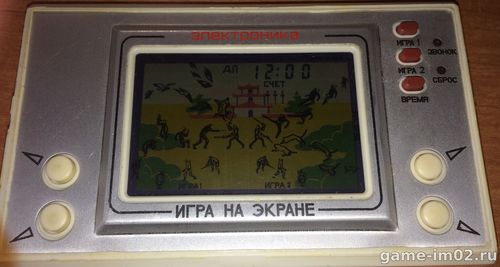 электроника
ИГРА 1
ЗВОНОК
ИГРА 2
СБРОС
ВРЕМЯ
ДП 12:00
СЧЕТ
ИГРА 1
ИГРА 2
ИГРА НА ЭКРАНЕ
game-im02.ru